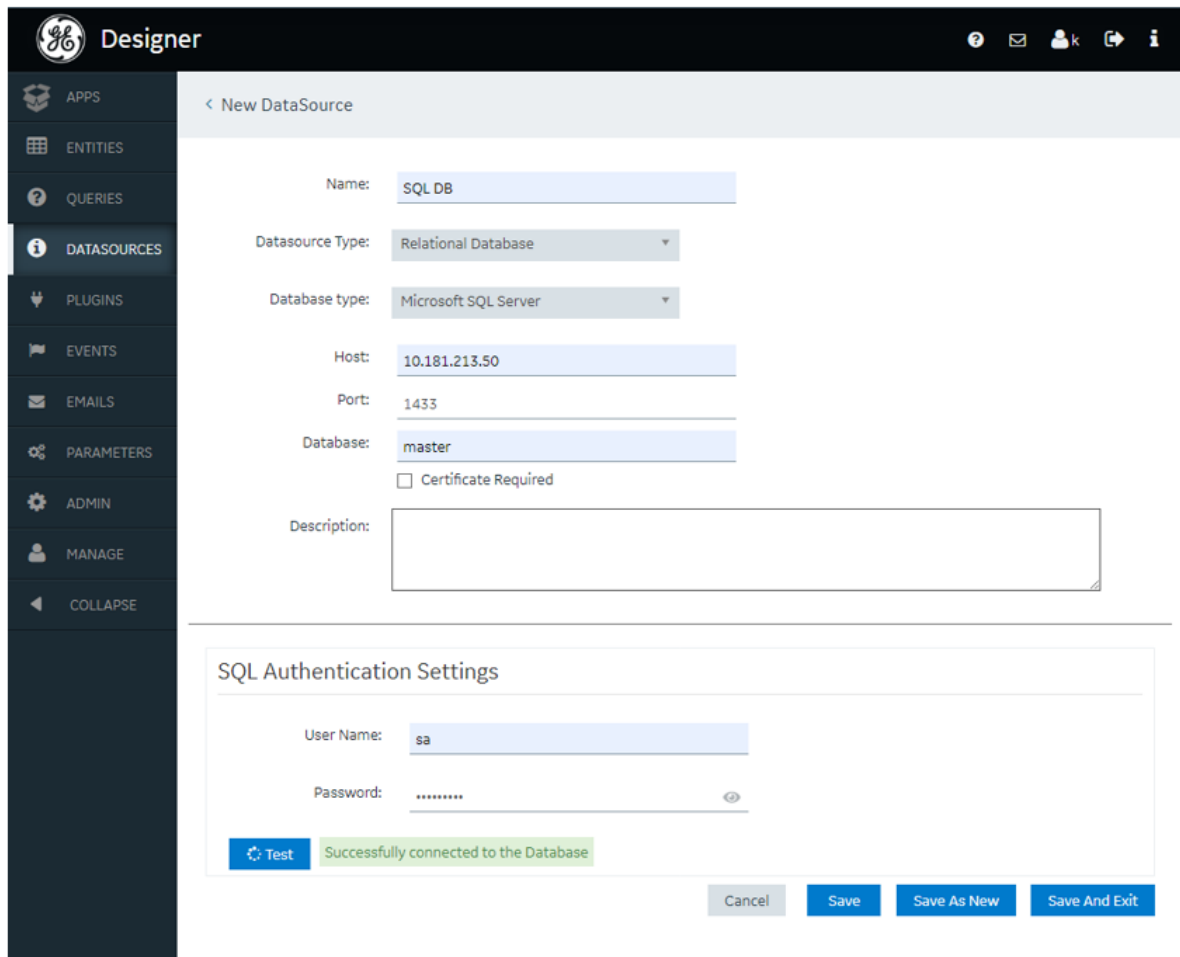 GE Designer
k
APPS
ENTITIES
QUERIES
DATASOURCES
PLUGINS
EVENTS
EMAILS
PARAMETERS
ADMIN
MANAGE
COLLAPSE
< New DataSource
Name: SQL DB
Datasource Type: Relational Database
Database type: Microsoft SQL Server
Host: 10.181.213.50
Port: 1433
Database: master
Certificate Required
Description:
SQL Authentication Settings
User Name: sa
Password: •••••••••
Test Successfully connected to the Database
Cancel Save Save As New Save And Exit